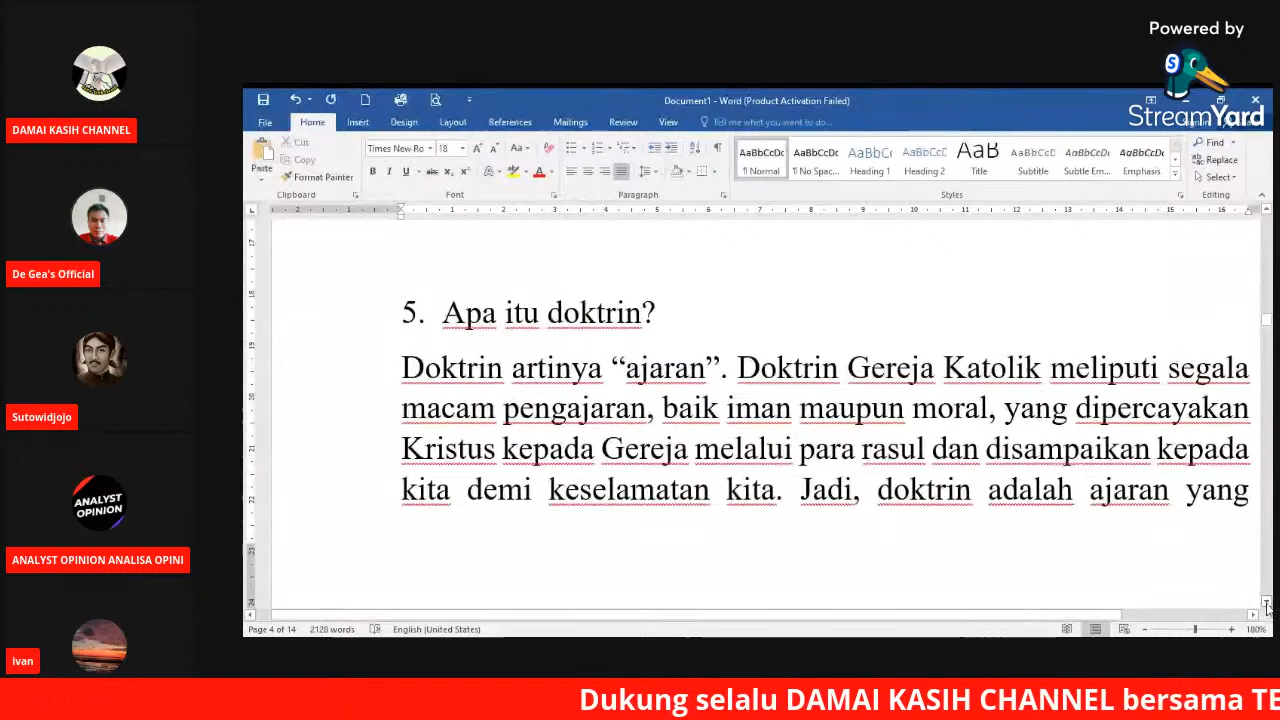 Powered by
StreamYard
DAMAI KASIH CHANNEL
De Gea's Official
Sutowidjojo
ANALYST
OPINION
ANALYST OPINION ANALISA OPINI
ivan
Document1 - Word (Product Activation Failed)
File Home Insert Design Layout References Mailings Review View Tell me what you want to do...
Paste
Cut
Copy
Format Painter
Clipboard
Times New Ro 18
Font
Paragraph
AaBbCcDc AaBbCcDc AaBbC AaBbCcD AaB AaBbCcD AaBbCcDt AaBbCcDt
¶ Normal ¶ No Spac... Heading 1 Heading 2 Title Subtitle Subtle Em... Emphasis
Styles
Find
Replace
Select
Editing
5. Apa itu doktrin?
Doktrin artinya “ajaran”. Doktrin Gereja Katolik meliputi segala
macam pengajaran, baik iman maupun moral, yang dipercayakan
Kristus kepada Gereja melalui para rasul dan disampaikan kepada
kita demi keselamatan kita. Jadi, doktrin adalah ajaran yang
Page 4 of 14 2128 words English (United States) 180%
Dukung selalu DAMAI KASIH CHANNEL bersama TE